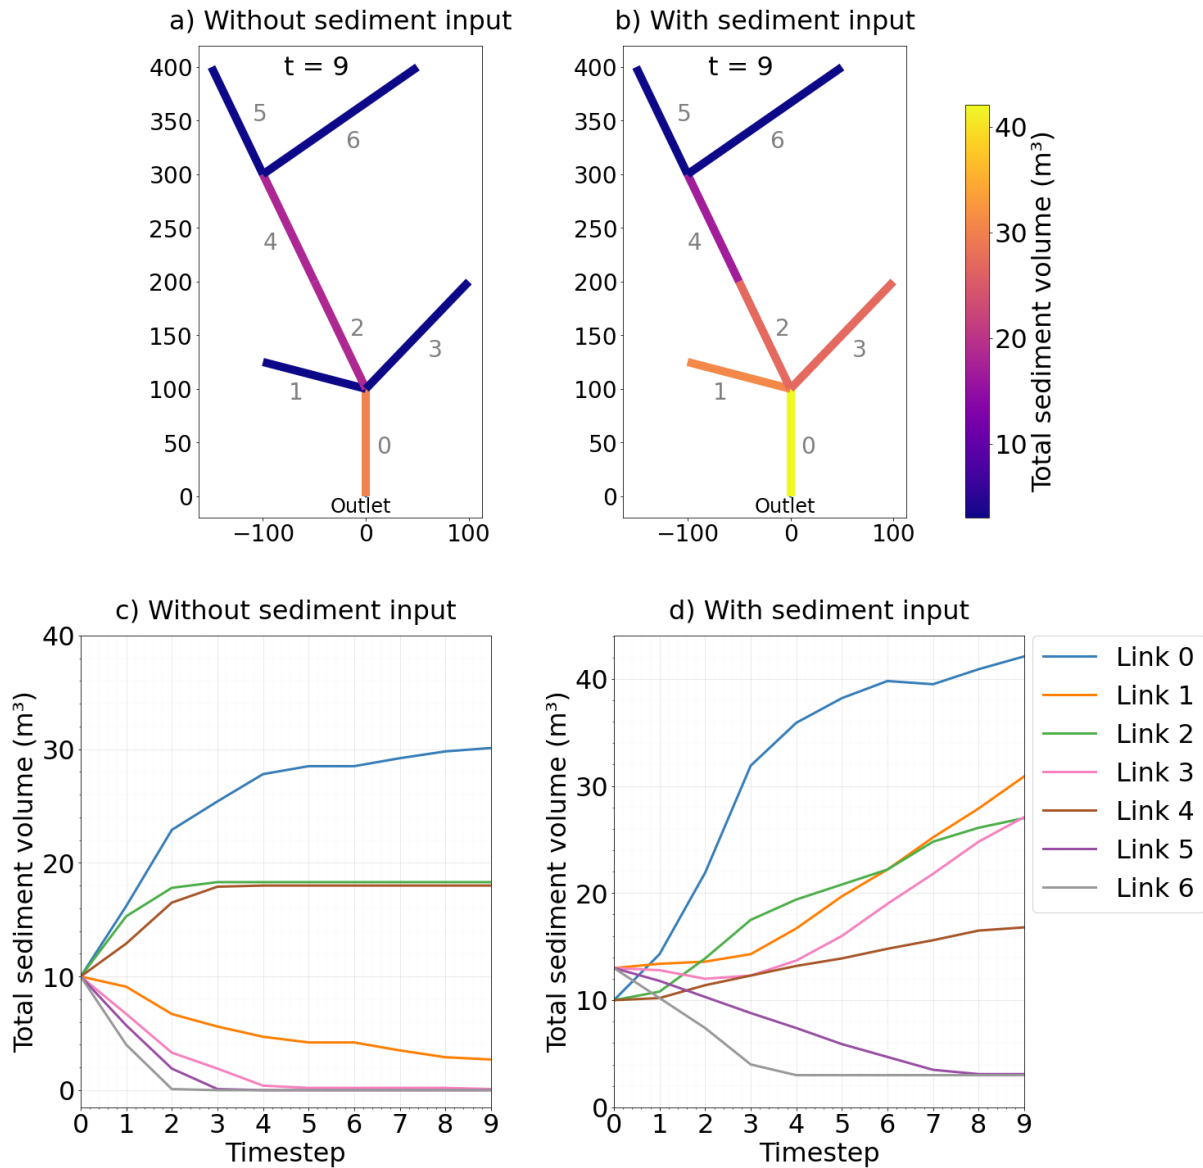 a) Without sediment input
b) With sediment input
t = 9
400
350
300
250
200
150
100
50
0
5
6
4
2
3
1
0
Outlet
−100
0
100
t = 9
400
350
300
250
200
150
100
50
0
5
6
4
2
3
1
0
Outlet
−100
0
100
40
30
20
10
Total sediment volume (m³)
c) Without sediment input
40
30
20
10
0
Total sediment volume (m³)
0 1 2 3 4 5 6 7 8 9
Timestep
d) With sediment input
40
30
20
10
0
Total sediment volume (m³)
0 1 2 3 4 5 6 7 8 9
Timestep
Link 0
Link 1
Link 2
Link 3
Link 4
Link 5
Link 6